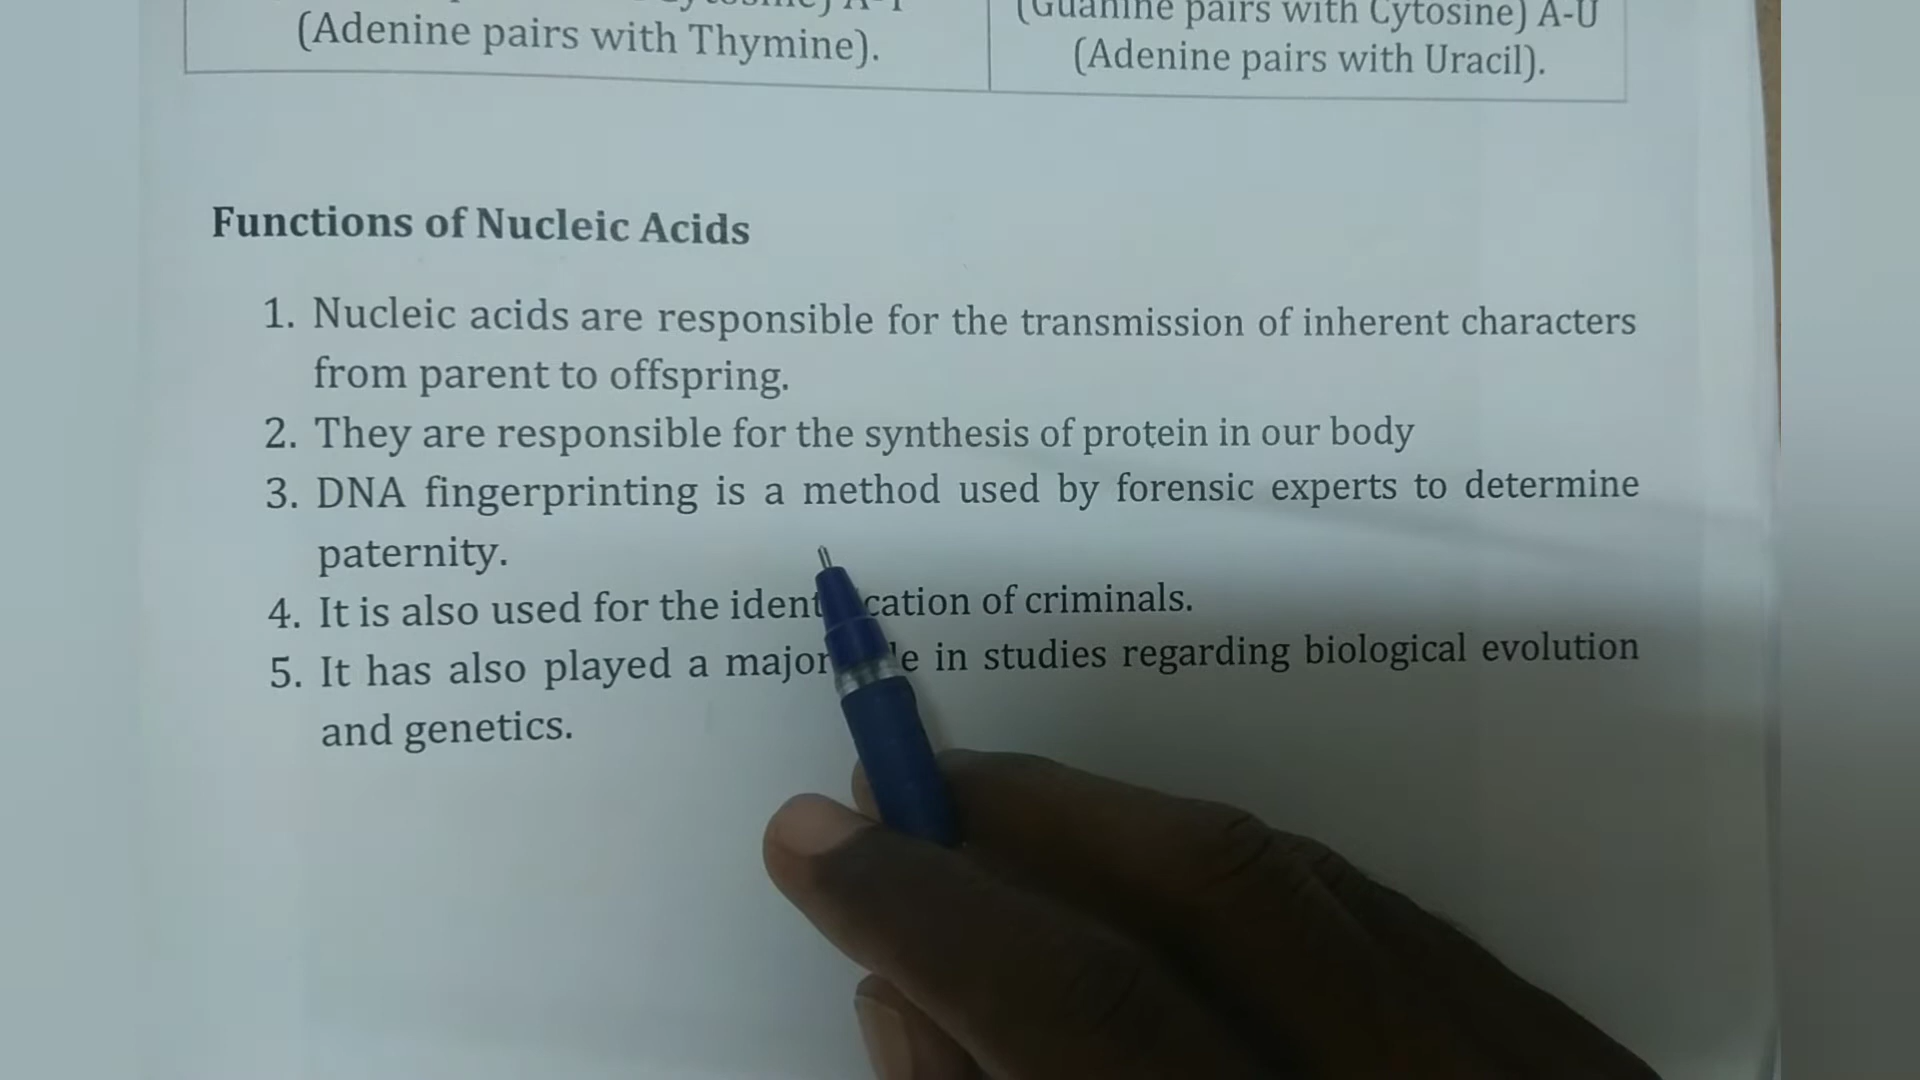 A-T
(Guanine pairs with Cytosine) A-U
(Adenine pairs with Thymine).
(Adenine pairs with Uracil).
Functions of Nucleic Acids
1. Nucleic acids are responsible for the transmission of inherent characters
from parent to offspring.
2. They are responsible for the synthesis of protein in our body
3. DNA fingerprinting is a method used by forensic experts to determine
paternity.
4. It is also used for the identification of criminals.
5. It has also played a major role in studies regarding biological evolution
and genetics.